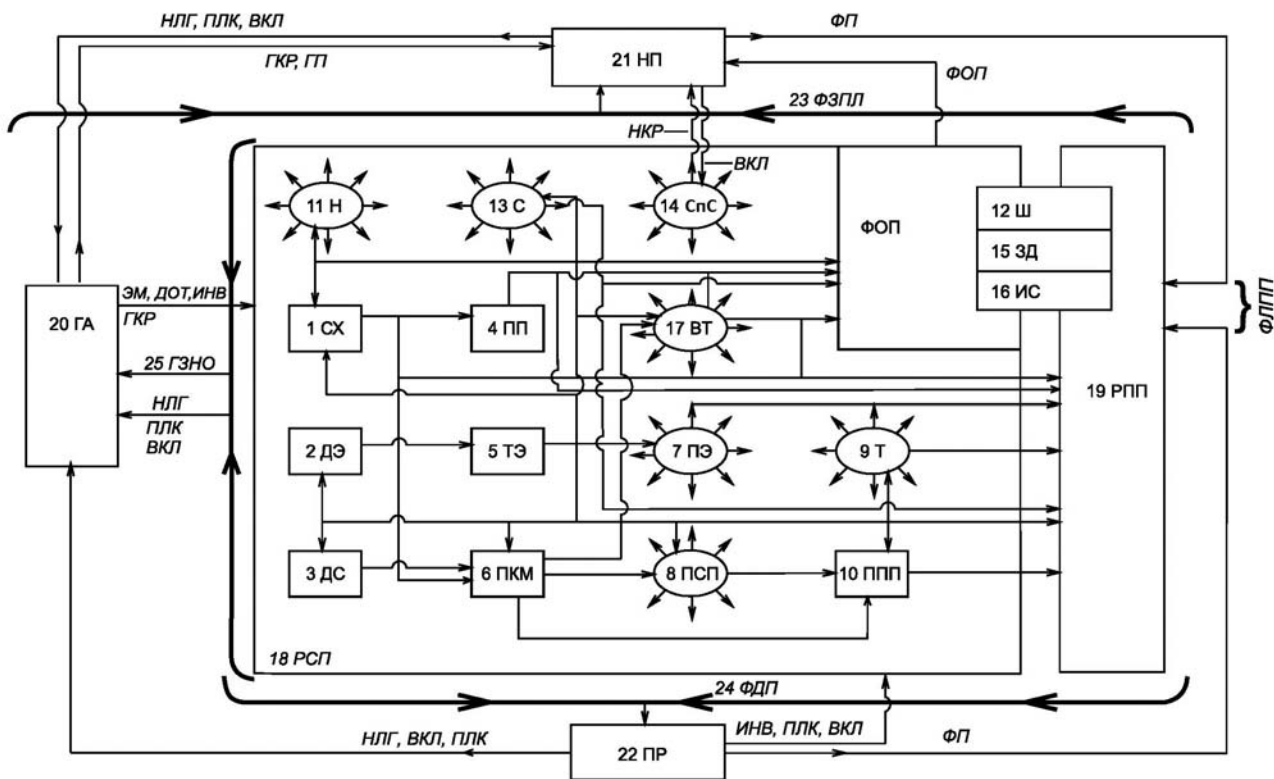 НЛГ, ПЛК, ВКЛ
ФП
21 НП
ГКР, ГП
ФОП
23 ФЗПЛ
НКР
ВКЛ
11 Н
13 С
14 СпС
ФОП
12 Ш
15 ЗД
16 ИС
ЭМ, ДОТ,ИНВ
ГКР
20 ГА
1 СХ
4 ПП
17 ВТ
ФЛПП
25 ГЗНО
19 РПП
НЛГ
ПЛК
ВКЛ
2 ДЭ
5 ТЭ
7 ПЭ
9 Т
3 ДС
6 ПКМ
8 ПСП
10 ППП
18 РСП
24 ФДП
НЛГ, ВКЛ, ПЛК
22 ПР
ИНВ, ПЛК, ВКЛ
ФП